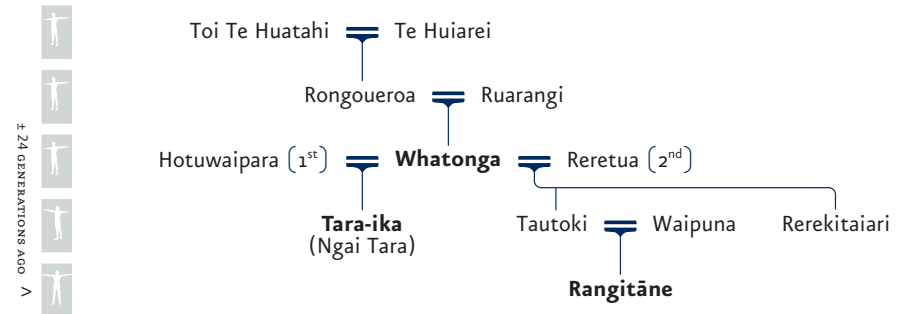 Toi Te Huatahi Te Huiarei
Rongoueroa Ruarangi
Hotuwaipara (1st) Whatonga Reretua (2nd)
Tara-ika Tautoki Waipuna Rerekitaiari
(Ngai Tara)
Rangitāne
± 24 GENERATIONS AGO >